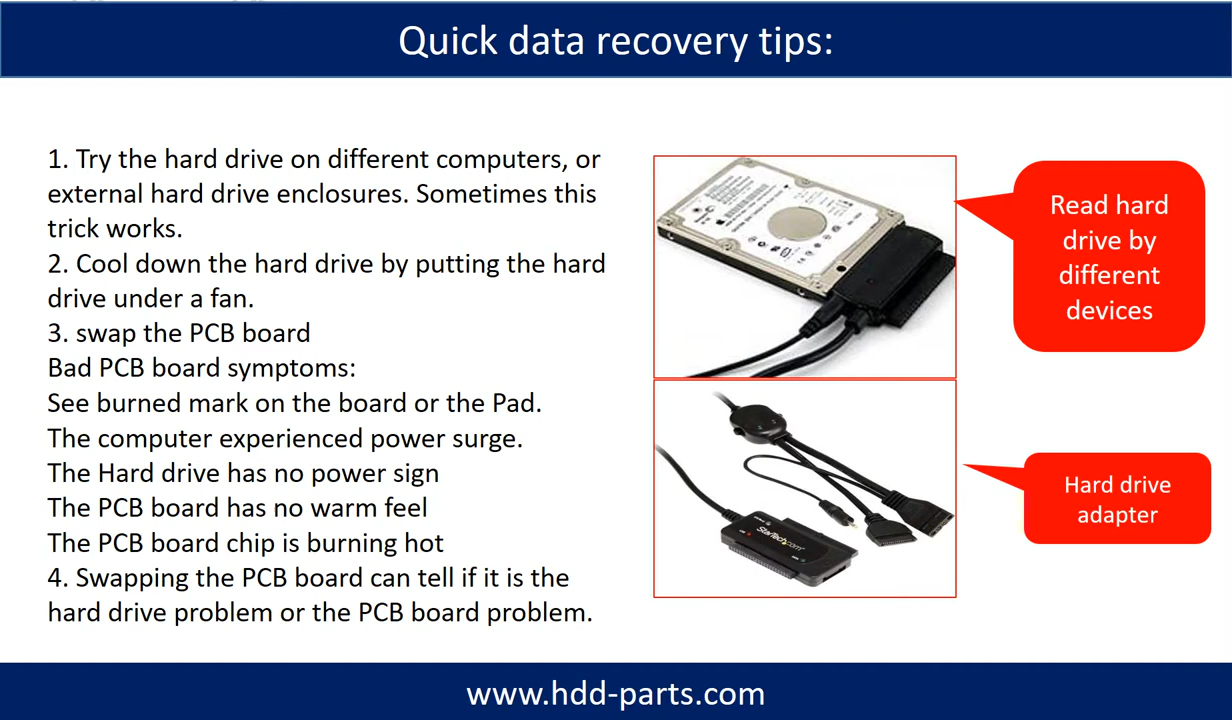 Quick data recovery tips:
1. Try the hard drive on different computers, or
external hard drive enclosures. Sometimes this
trick works.
2. Cool down the hard drive by putting the hard
drive under a fan.
3. swap the PCB board
Bad PCB board symptoms:
See burned mark on the board or the Pad.
The computer experienced power surge.
The Hard drive has no power sign
The PCB board has no warm feel
The PCB board chip is burning hot
4. Swapping the PCB board can tell if it is the
hard drive problem or the PCB board problem.
Read hard
drive by
different
devices
StarTech.com
Hard drive
adapter
www.hdd-parts.com